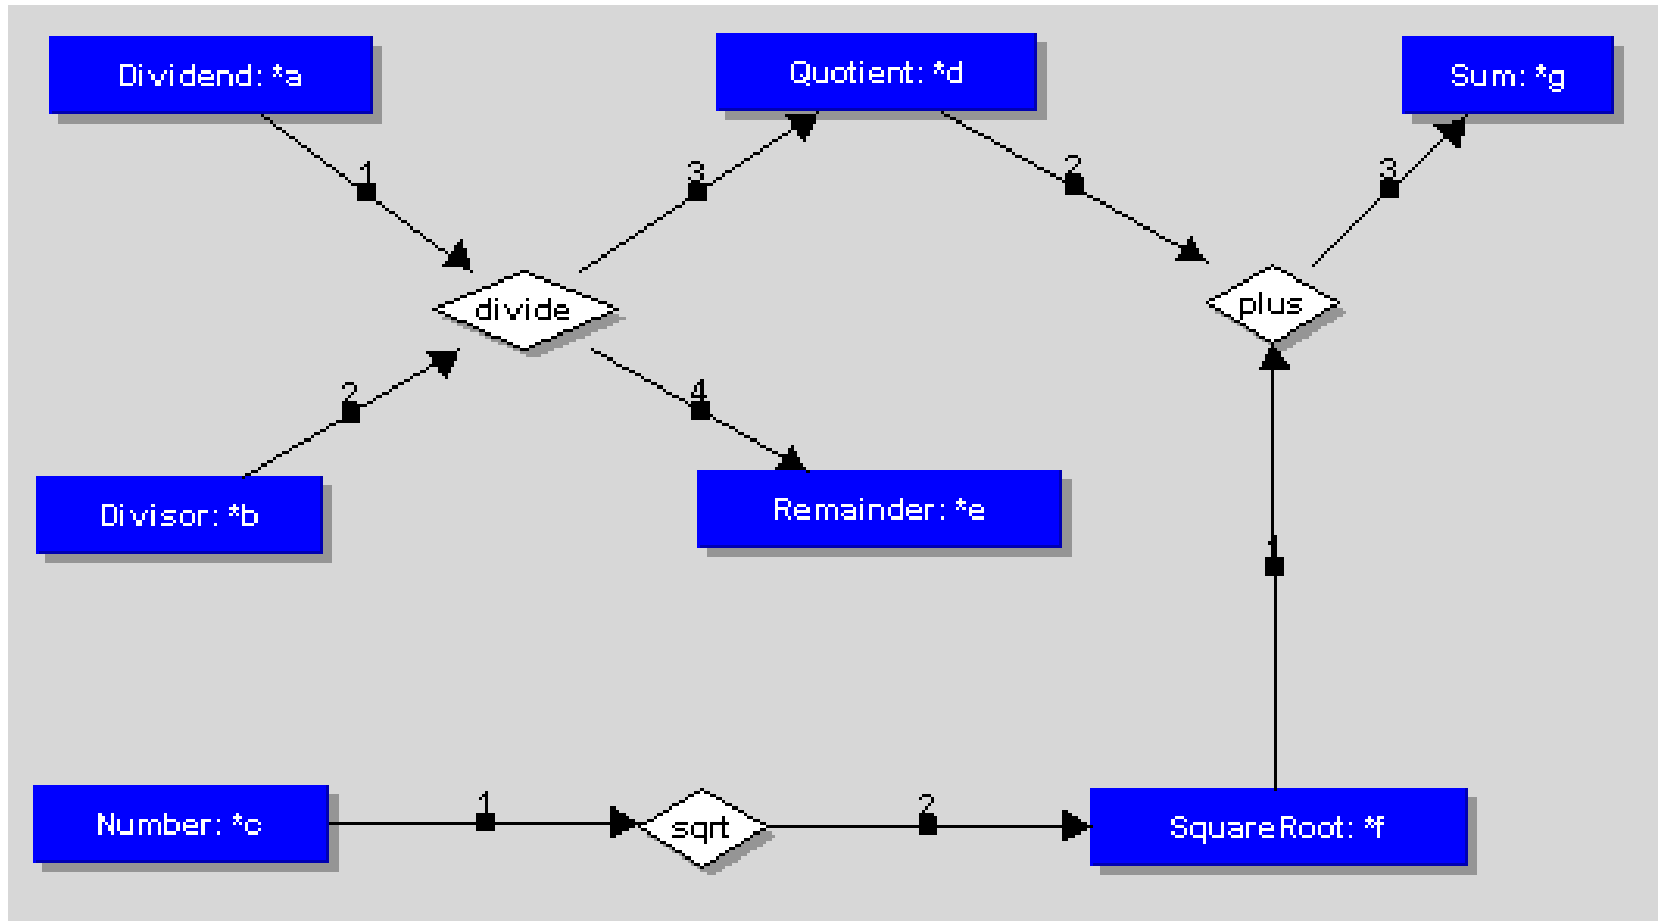 Dividend: *a
Quotient: *d
Sum: *g
1
3
2
3
divide
plus
2
4
Divisor: *b
Remainder: *e
1
Number: *c
1
sqrt
2
SquareRoot: *f